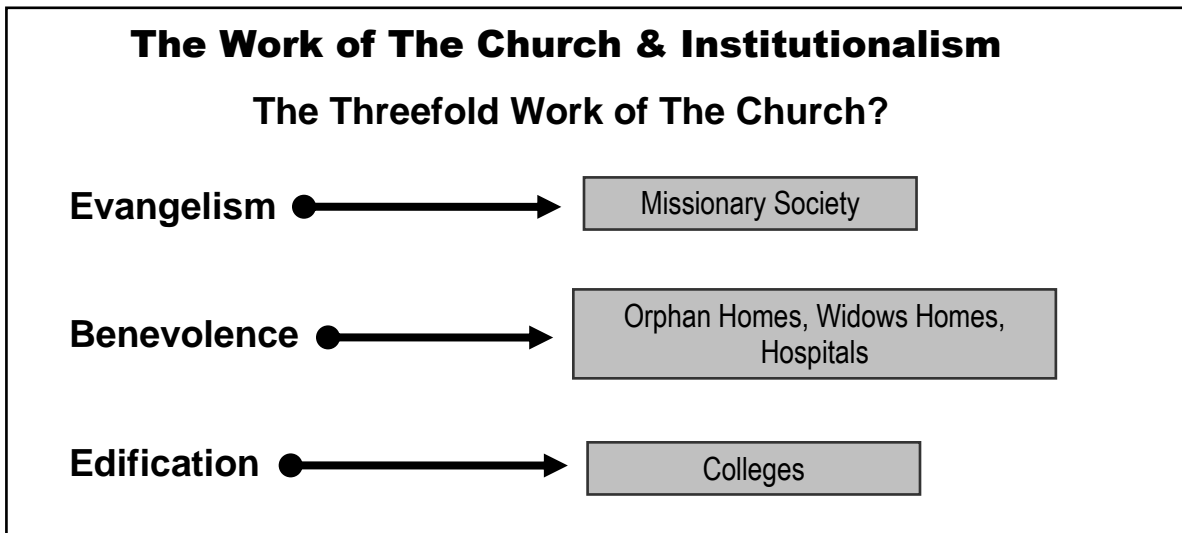 The Work of The Church & Institutionalism
The Threefold Work of The Church?
Evangelism
Missionary Society
Benevolence
Orphan Homes, Widows Homes,
Hospitals
Edification
Colleges